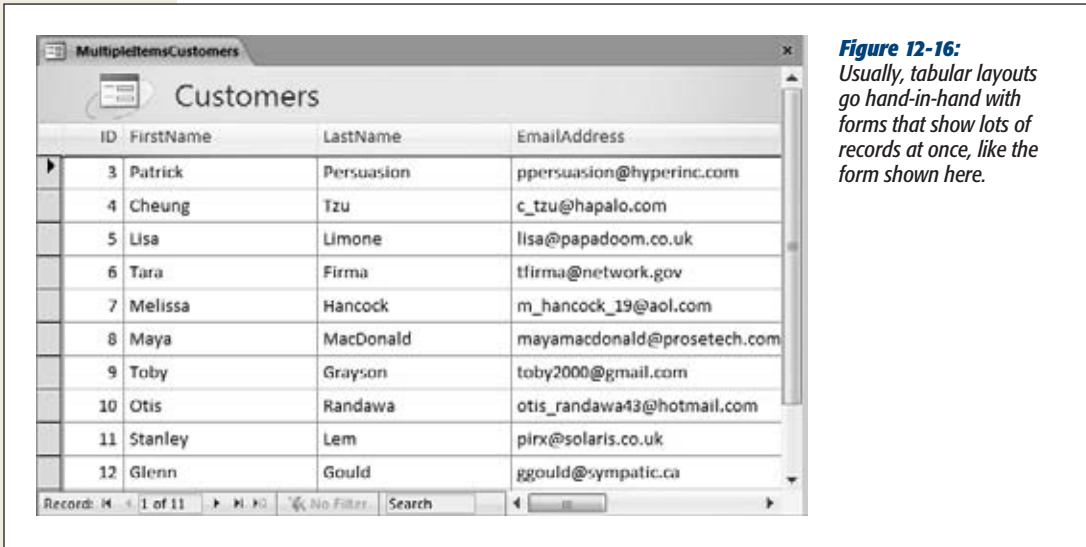 MultipleItemsCustomers
Customers
ID FirstName LastName EmailAddress
3 Patrick Persuasion ppersuasion@hyperinc.com
4 Cheung Tzu c_tzu@hapalo.com
5 Lisa Limone lisa@papadoom.co.uk
6 Tara Firma tfirma@network.gov
7 Melissa Hancock m_hancock_19@aol.com
8 Maya MacDonald mayamacdonald@prosetech.com
9 Toby Grayson toby2000@gmail.com
10 Otis Randawa otis_randawa43@hotmail.com
11 Stanley Lem pirx@solaris.co.uk
12 Glenn Gould ggould@sympatic.ca
Record: 1 of 11 No Filter Search
Figure 12-16:
Usually, tabular layouts
go hand-in-hand with
forms that show lots of
records at once, like the
form shown here.